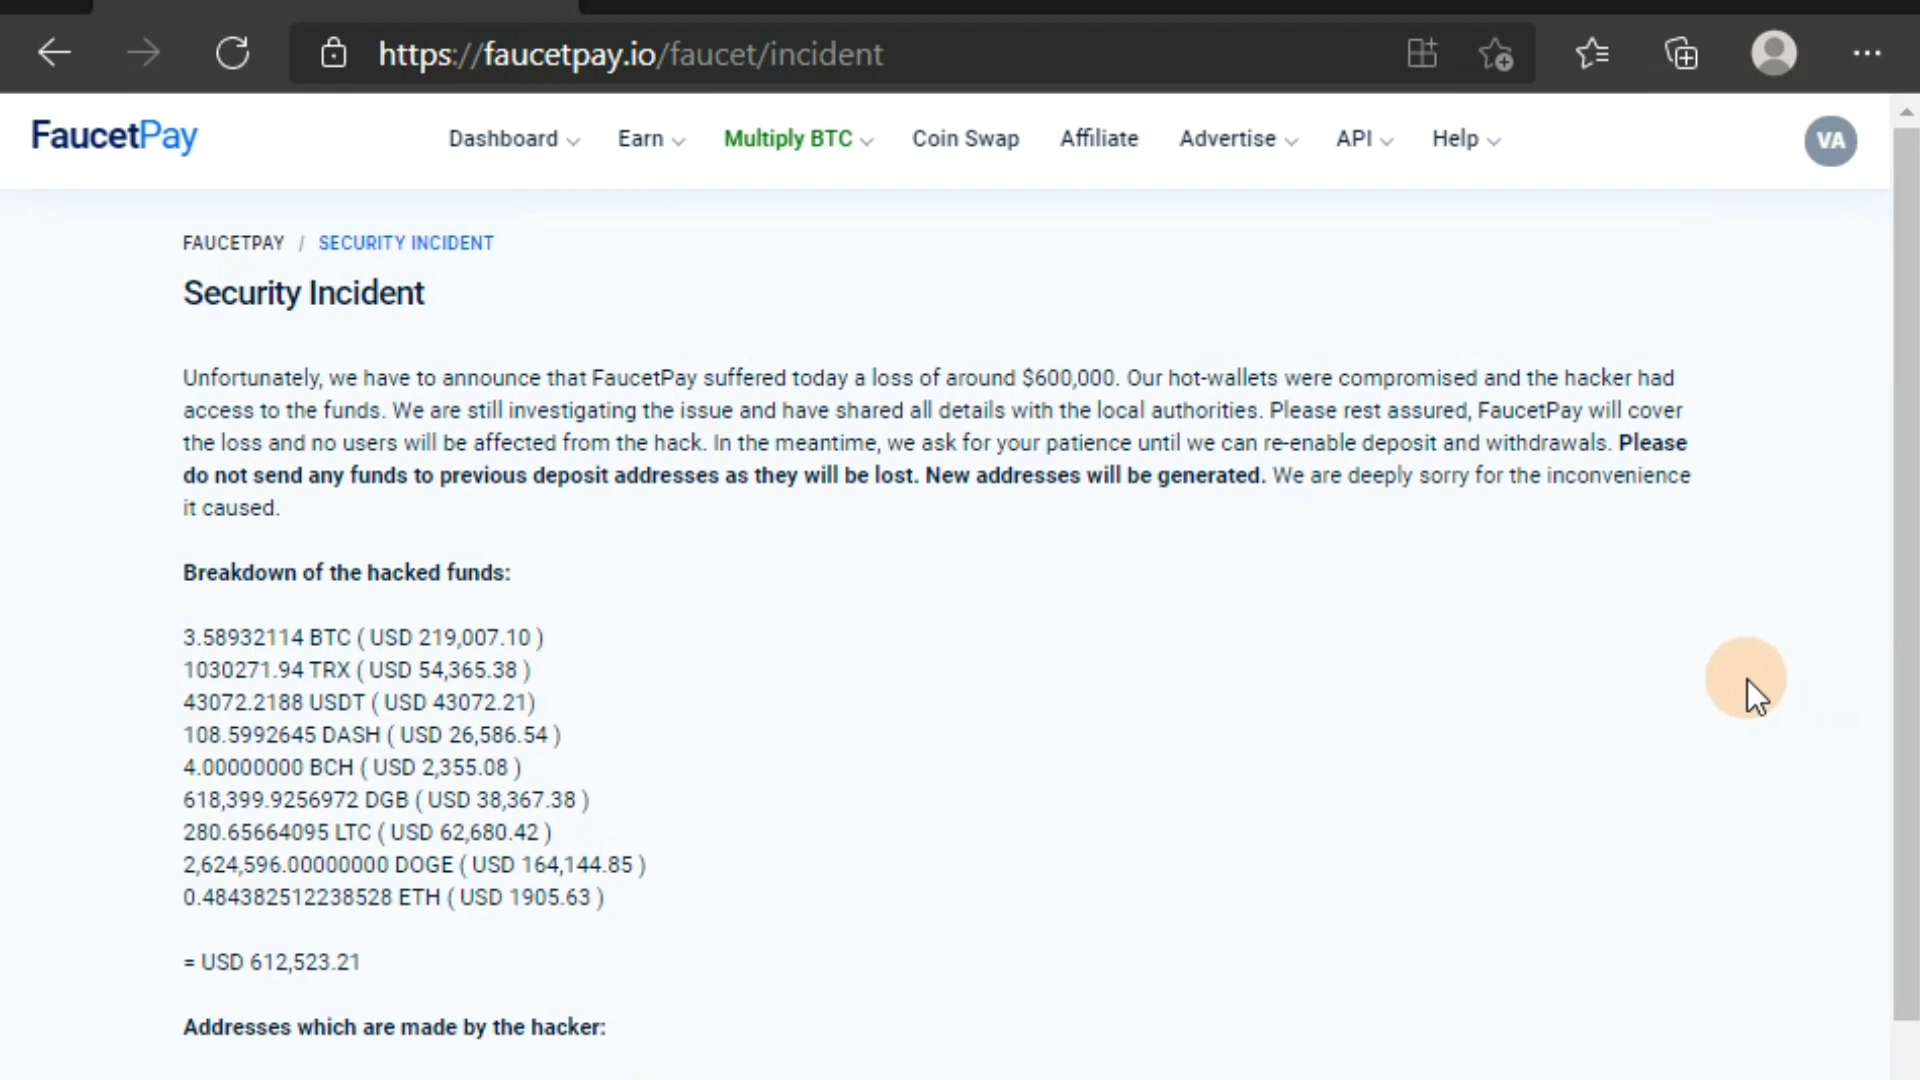 https://faucetpay.io/faucet/incident
FaucetPay
Dashboard Earn Multiply BTC Coin Swap Affiliate Advertise API Help
VA
FAUCETPAY / SECURITY INCIDENT
Security Incident
Unfortunately, we have to announce that FaucetPay suffered today a loss of around $600,000. Our hot-wallets were compromised and the hacker had
access to the funds. We are still investigating the issue and have shared all details with the local authorities. Please rest assured, FaucetPay will cover
the loss and no users will be affected from the hack. In the meantime, we ask for your patience until we can re-enable deposit and withdrawals. Please
do not send any funds to previous deposit addresses as they will be lost. New addresses will be generated. We are deeply sorry for the inconvenience
it caused.
Breakdown of the hacked funds:
3.58932114 BTC ( USD 219,007.10 )
1030271.94 TRX ( USD 54,365.38 )
43072.2188 USDT ( USD 43072.21)
108.5992645 DASH ( USD 26,586.54 )
4.00000000 BCH ( USD 2,355.08 )
618,399.9256972 DGB ( USD 38,367.38 )
280.65664095 LTC ( USD 62,680.42 )
2,624,596.00000000 DOGE ( USD 164,144.85 )
0.484382512238528 ETH ( USD 1905.63 )
= USD 612,523.21
Addresses which are made by the hacker: